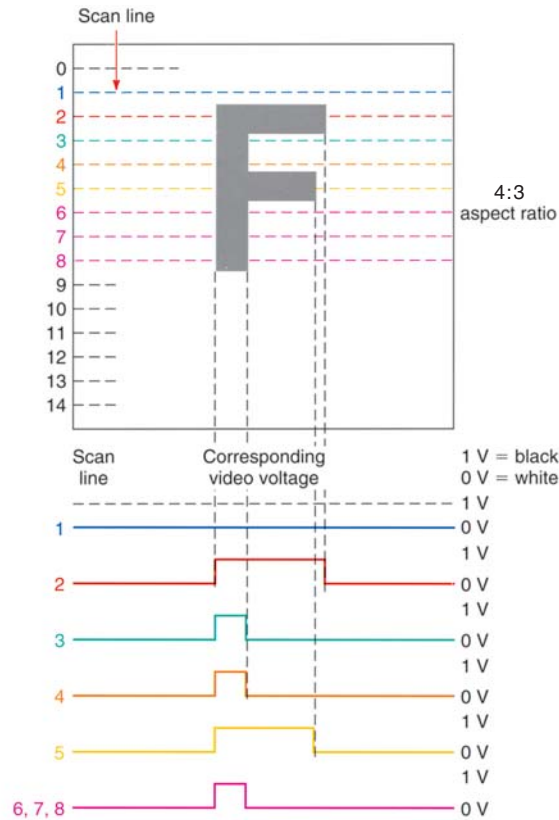 Scan line
0
1
2
3
4
5
6
7
8
9
10
11
12
13
14
4:3
aspect ratio
Scan
line
Corresponding
video voltage
1 V = black
0 V = white
1 V
1
0 V
1 V
2
0 V
1 V
3
0 V
1 V
4
0 V
1 V
5
0 V
1 V
6, 7, 8
0 V